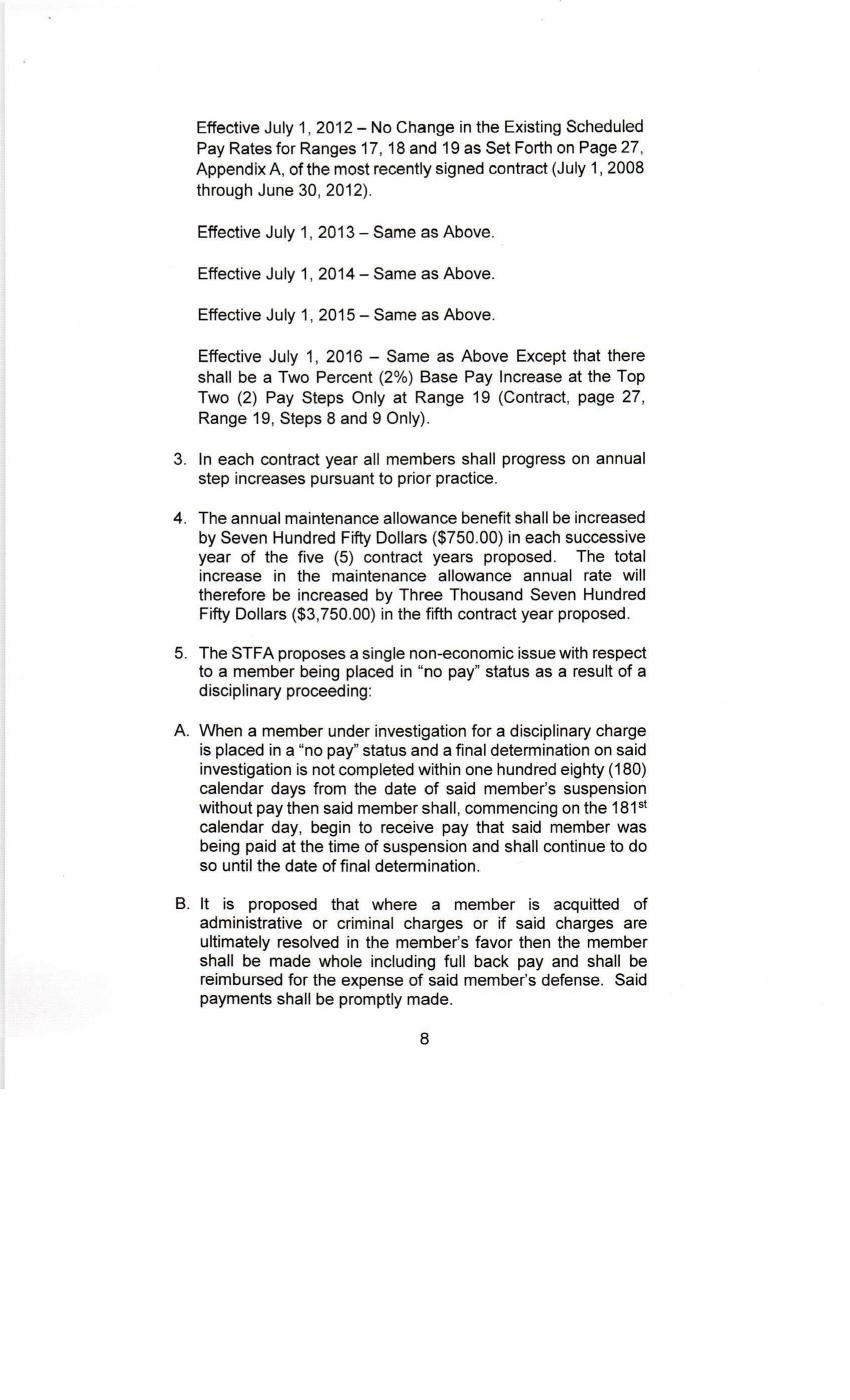 Effective July 1, 2012 – No Change in the Existing Scheduled
Pay Rates for Ranges 17, 18 and 19 as Set Forth on Page 27,
Appendix A, of the most recently signed contract (July 1, 2008
through June 30, 2012).
Effective July 1, 2013 – Same as Above.
Effective July 1, 2014 – Same as Above.
Effective July 1, 2015 – Same as Above.
Effective July 1, 2016 – Same as Above Except that there
shall be a Two Percent (2%) Base Pay Increase at the Top
Two (2) Pay Steps Only at Range 19 (Contract, page 27,
Range 19, Steps 8 and 9 Only).
3. In each contract year all members shall progress on annual
step increases pursuant to prior practice.
4. The annual maintenance allowance benefit shall be increased
by Seven Hundred Fifty Dollars ($750.00) in each successive
year of the five (5) contract years proposed. The total
increase in the maintenance allowance annual rate will
therefore be increased by Three Thousand Seven Hundred
Fifty Dollars ($3,750.00) in the fifth contract year proposed.
5. The STFA proposes a single non-economic issue with respect
to a member being placed in “no pay” status as a result of a
disciplinary proceeding:
A. When a member under investigation for a disciplinary charge
is placed in a “no pay” status and a final determination on said
investigation is not completed within one hundred eighty (180)
calendar days from the date of said member's suspension
without pay then said member shall, commencing on the 181st
calendar day, begin to receive pay that said member was
being paid at the time of suspension and shall continue to do
so until the date of final determination.
B. It is proposed that where a member is acquitted of
administrative or criminal charges or if said charges are
ultimately resolved in the member's favor then the member
shall be made whole including full back pay and shall be
reimbursed for the expense of said member's defense. Said
payments shall be promptly made.
8